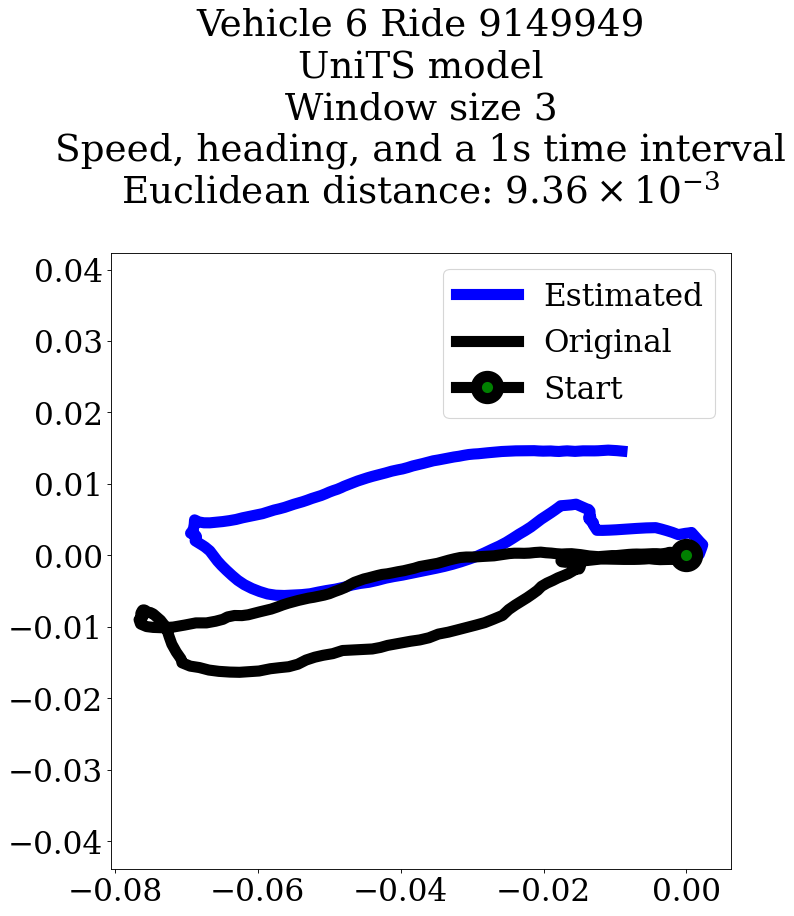 Vehicle 6 Ride 9149949
UniTS model
Window size 3
Speed, heading, and a 1s time interval
Euclidean distance: 9.36 × 10⁻³
Estimated
Original
Start
0.04
0.03
0.02
0.01
0.00
−0.01
−0.02
−0.03
−0.04
−0.08 −0.06 −0.04 −0.02 0.00